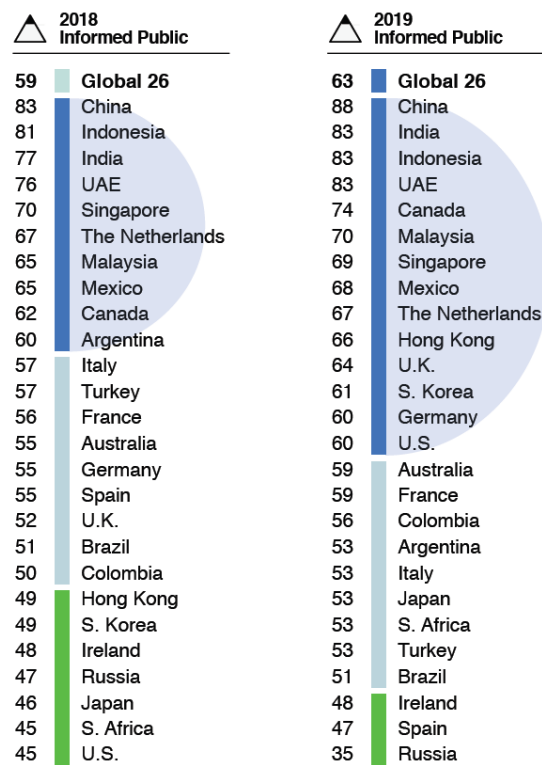 2018
Informed Public
59 Global 26
83 China
81 Indonesia
77 India
76 UAE
70 Singapore
67 The Netherlands
65 Malaysia
65 Mexico
62 Canada
60 Argentina
57 Italy
57 Turkey
56 France
55 Australia
55 Germany
55 Spain
52 U.K.
51 Brazil
50 Colombia
49 Hong Kong
49 S. Korea
48 Ireland
47 Russia
46 Japan
45 S. Africa
45 U.S.
2019
Informed Public
63 Global 26
88 China
83 India
83 Indonesia
83 UAE
74 Canada
70 Malaysia
69 Singapore
68 Mexico
67 The Netherlands
66 Hong Kong
64 U.K.
61 S. Korea
60 Germany
60 U.S.
59 Australia
59 France
56 Colombia
53 Argentina
53 Italy
53 Japan
53 S. Africa
53 Turkey
51 Brazil
48 Ireland
47 Spain
35 Russia